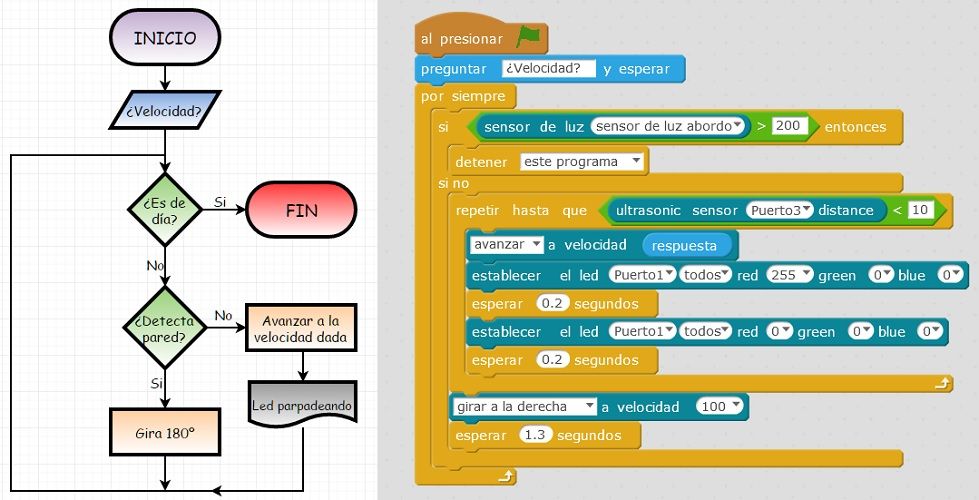 INICIO
¿Velocidad?
¿Es de
día?
Si
FIN
No
¿Detecta
pared?
No
Avanzar a la
velocidad dada
Si
Led parpadeando
Gira 180º
al presionar
preguntar ¿Velocidad? y esperar
por siempre
si sensor de luz sensor de luz abordo > 200 entonces
detener este programa
si no
repetir hasta que ultrasonic sensor Puerto3 distance < 10
avanzar a velocidad respuesta
establecer el led Puerto1 todos red 255 green 0 blue 0
esperar 0.2 segundos
establecer el led Puerto1 todos red 0 green 0 blue 0
esperar 0.2 segundos
girar a la derecha a velocidad 100
esperar 1.3 segundos